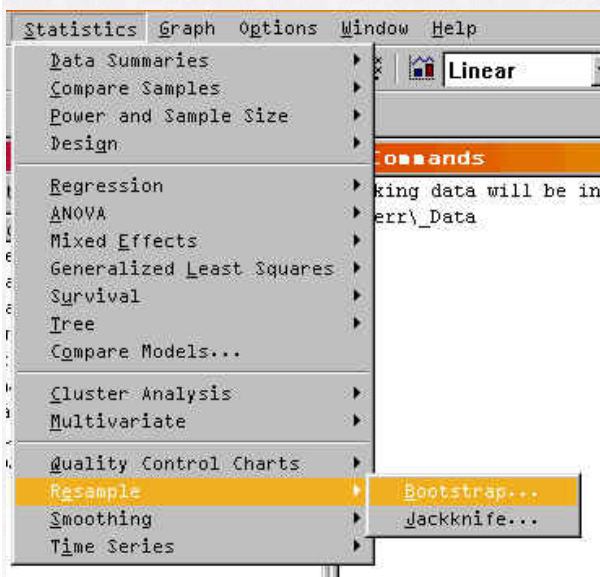 Statistics Graph Options Window Help
Linear
Data Summaries
Compare Samples
Power and Sample Size
Design
Commands
Regression
king data will be in
ANOVA
err\_Data
Mixed Effects
Generalized Least Squares
Survival
Tree
Compare Models...
Cluster Analysis
Multivariate
Quality Control Charts
Resample
Bootstrap...
Smoothing
Jackknife...
Time Series